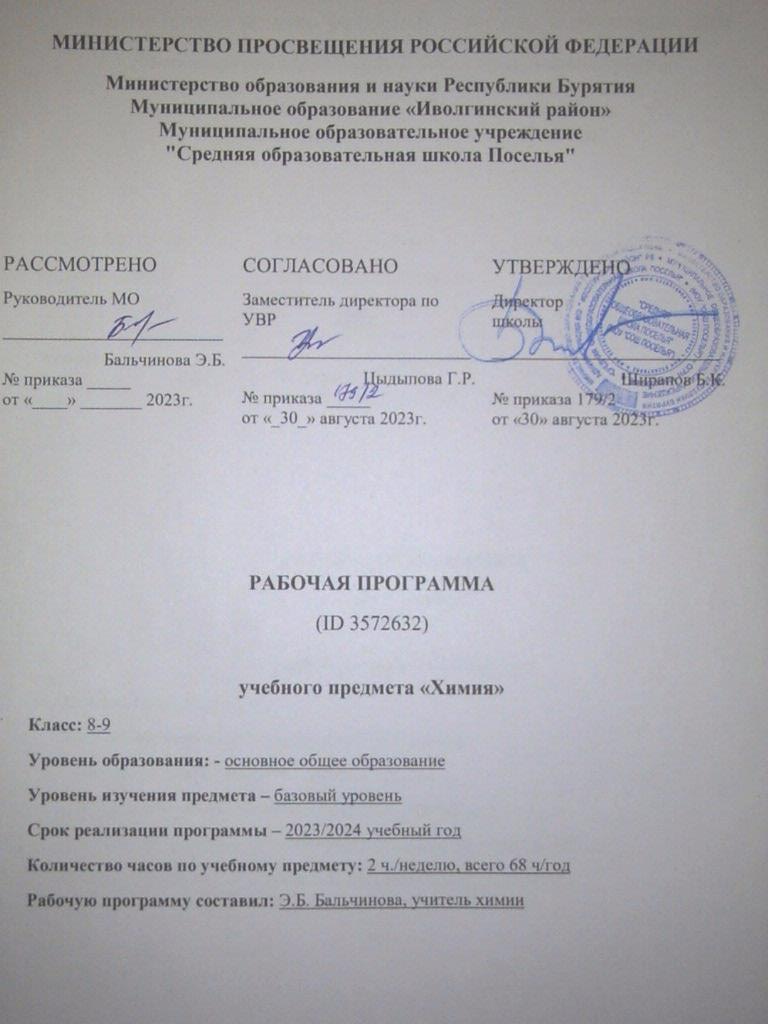 МИНИСТЕРСТВО ПРОСВЕЩЕНИЯ РОССИЙСКОЙ ФЕДЕРАЦИИ
Министерство образования и науки Республики Бурятия
Муниципальное образование «Иволгинский район»
Муниципальное образовательное учреждение
"Средняя образовательная школа Поселья"
РАССМОТРЕНО
Руководитель МО
Бальчинова Э.Б.
№ приказа _____
от «____» _______ 2023г.
СОГЛАСОВАНО
Заместитель директора по
УВР
Цыдыпова Г.Р.
№ приказа 179/2
от «_30_» августа 2023г.
УТВЕРЖДЕНО
Директор
школы
Ширапов Б.К.
№ приказа 179/2
от «30» августа 2023г.
РАБОЧАЯ ПРОГРАММА
(ID 3572632)
учебного предмета «Химия»
Класс: 8-9
Уровень образования: - основное общее образование
Уровень изучения предмета – базовый уровень
Срок реализации программы – 2023/2024 учебный год
Количество часов по учебному предмету: 2 ч./неделю, всего 68 ч/год
Рабочую программу составил: Э.Б. Бальчинова, учитель химии